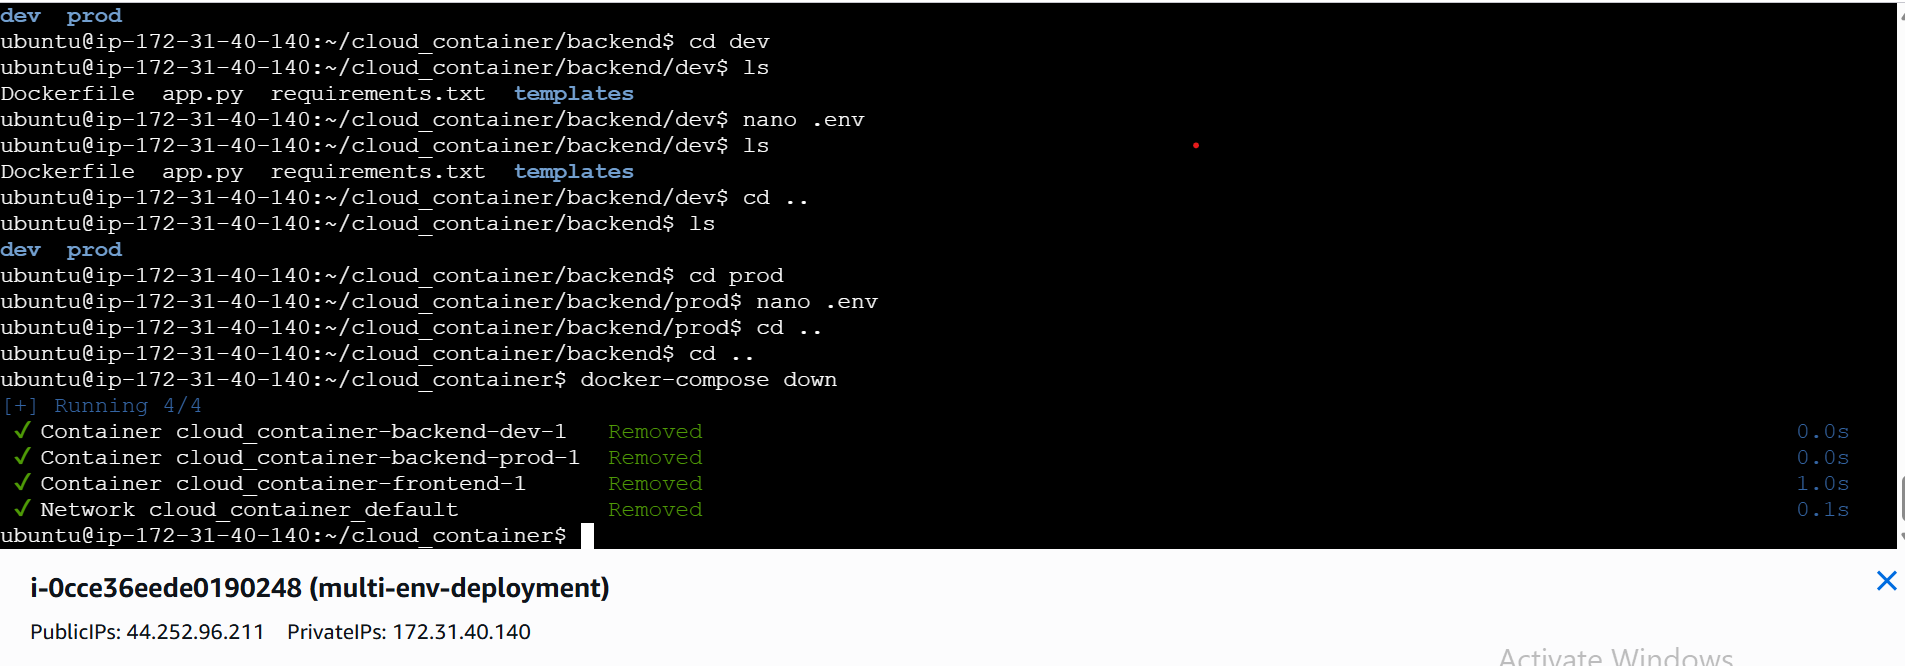 dev  prod
ubuntu@ip-172-31-40-140:~/cloud_container/backend$ cd dev
ubuntu@ip-172-31-40-140:~/cloud_container/backend/dev$ ls
Dockerfile  app.py  requirements.txt  templates
ubuntu@ip-172-31-40-140:~/cloud_container/backend/dev$ nano .env
ubuntu@ip-172-31-40-140:~/cloud_container/backend/dev$ ls
Dockerfile  app.py  requirements.txt  templates
ubuntu@ip-172-31-40-140:~/cloud_container/backend/dev$ cd ..
ubuntu@ip-172-31-40-140:~/cloud_container/backend$ ls
dev  prod
ubuntu@ip-172-31-40-140:~/cloud_container/backend$ cd prod
ubuntu@ip-172-31-40-140:~/cloud_container/backend/prod$ nano .env
ubuntu@ip-172-31-40-140:~/cloud_container/backend/prod$ cd ..
ubuntu@ip-172-31-40-140:~/cloud_container/backend$ cd ..
ubuntu@ip-172-31-40-140:~/cloud_container$ docker-compose down
[+] Running 4/4
✓ Container cloud_container-backend-dev-1   Removed   0.0s
✓ Container cloud_container-backend-prod-1  Removed   0.0s
✓ Container cloud_container-frontend-1      Removed   1.0s
✓ Network cloud_container_default           Removed   0.1s
ubuntu@ip-172-31-40-140:~/cloud_container$
i-0cce36eede0190248 (multi-env-deployment)
PublicIPs: 44.252.96.211   PrivateIPs: 172.31.40.140
Activate Windows